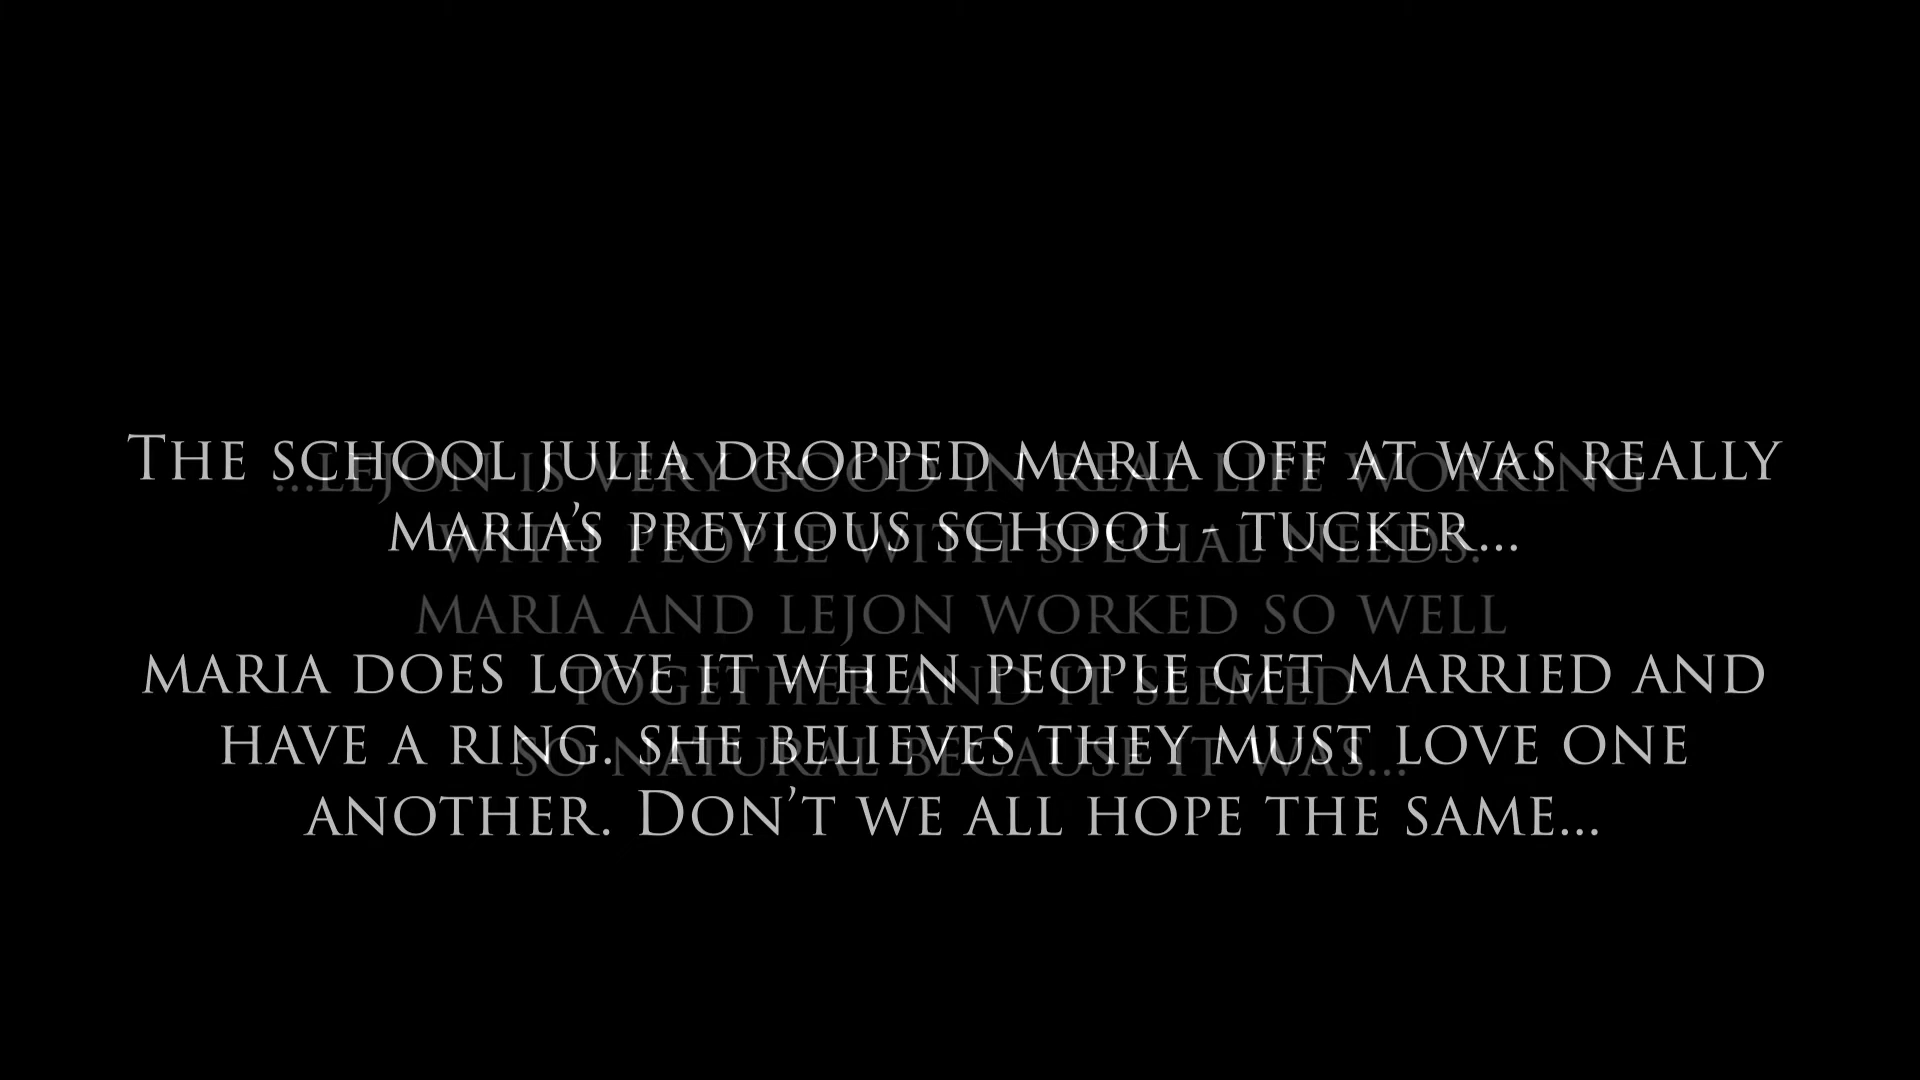 The school Julia dropped Maria off at was really
Maria's previous school - Tucker...
Maria does love it when people get married and
have a ring. She believes they must love one
another. Don't we all hope the same...
...Lejon is very good in real life working
with people with special needs.
Maria and Lejon worked so well
together and it seemed
so natural because it was...